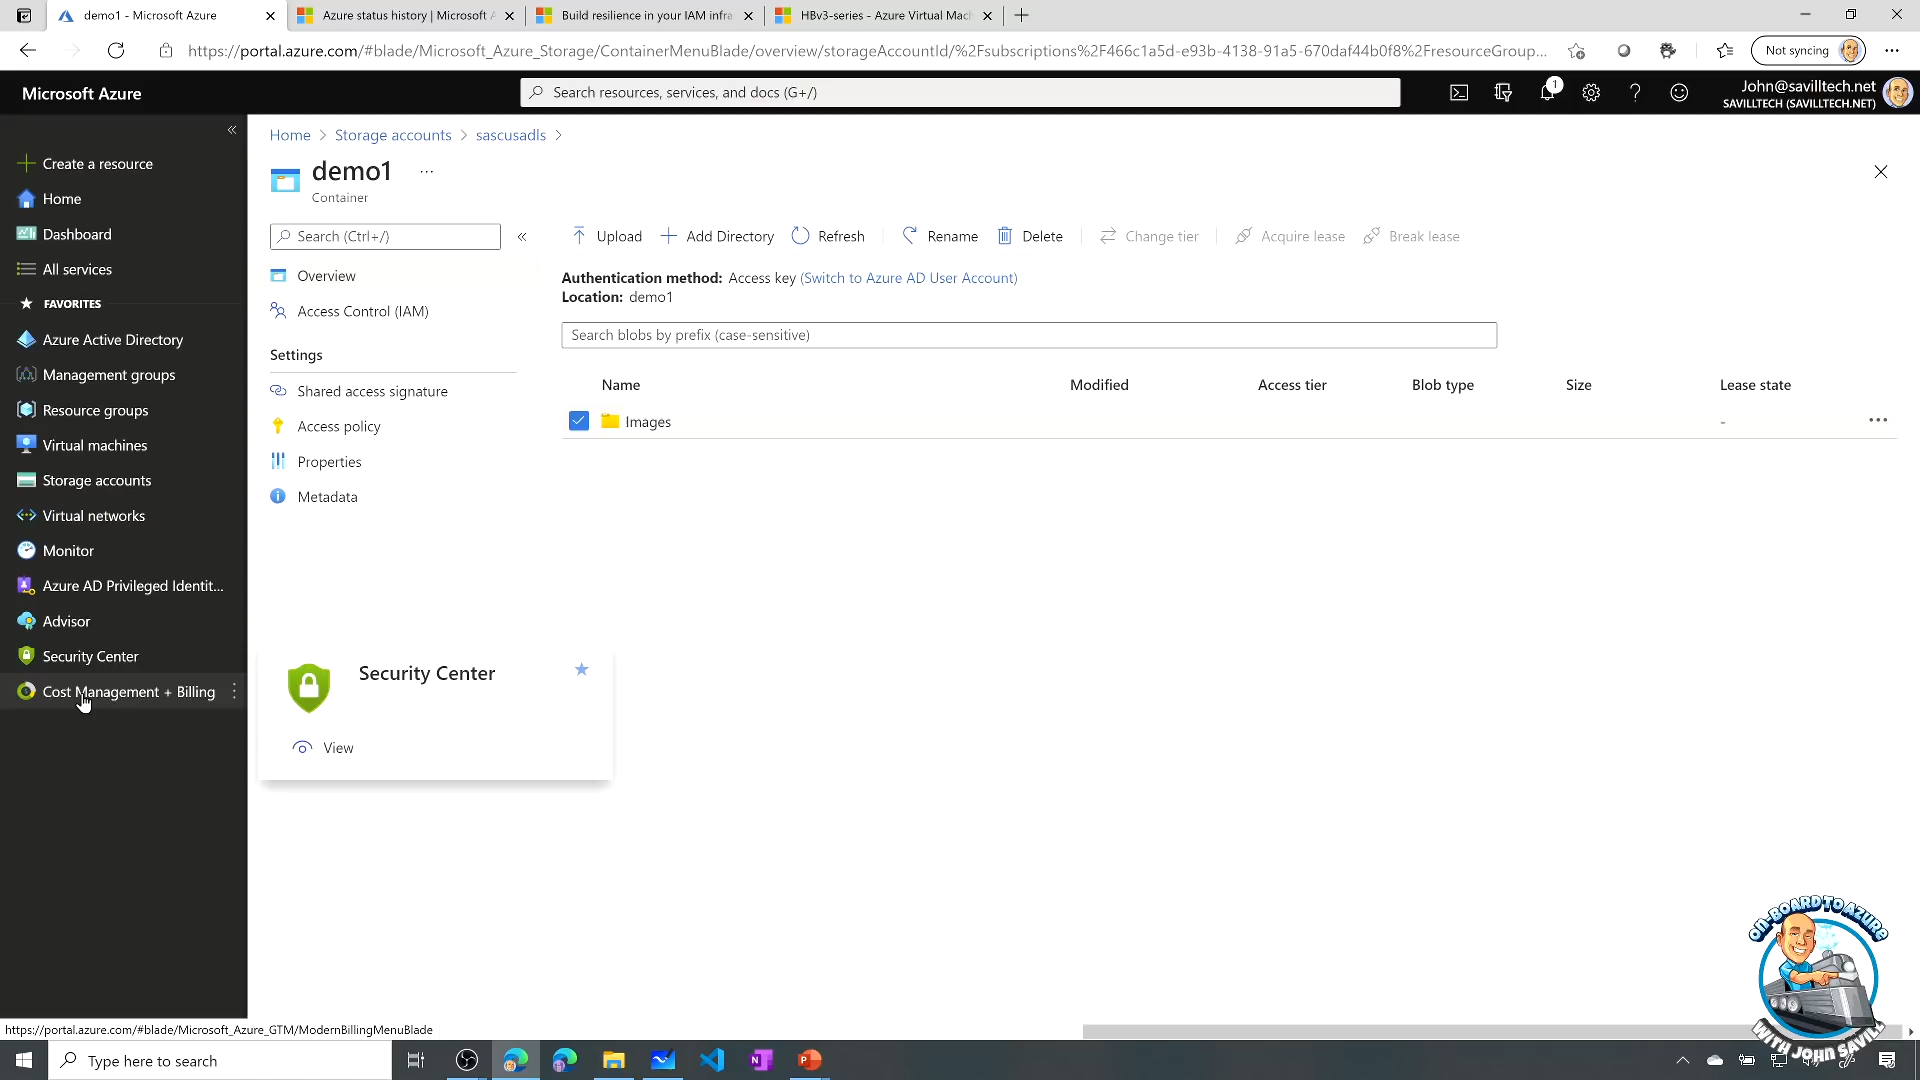 demo1 - Microsoft Azure
Azure status history | Microsoft A
Build resilience in your IAM infra
HBv3-series - Azure Virtual Mach
https://portal.azure.com/#blade/Microsoft_Azure_Storage/ContainerMenuBlade/overview/storageAccountId/%2Fsubscriptions%2F466c1a5d-e93b-4138-91a5-670daf44b0f8%2FresourceGroup...
Not syncing
Microsoft Azure
Search resources, services, and docs (G+/)
1
John@savilltech.net
SAVILLTECH (SAVILLTECH.NET)
Create a resource
Home
Dashboard
All services
FAVORITES
Azure Active Directory
Management groups
Resource groups
Virtual machines
Storage accounts
Virtual networks
Monitor
Azure AD Privileged Identit...
Advisor
Security Center
Cost Management + Billing
Home > Storage accounts > sascusadls >
demo1 ...
Container
Search (Ctrl+/)
Overview
Access Control (IAM)
Settings
Shared access signature
Access policy
Properties
Metadata
Upload Add Directory Refresh Rename Delete Change tier Acquire lease Break lease
Authentication method: Access key (Switch to Azure AD User Account)
Location: demo1
Search blobs by prefix (case-sensitive)
Name Modified Access tier Blob type Size Lease state
Images -
Security Center
View
ON-BOARD TO AZURE
WITH JOHN SAVILL
https://portal.azure.com/#blade/Microsoft_Azure_GTM/ModernBillingMenuBlade
Type here to search